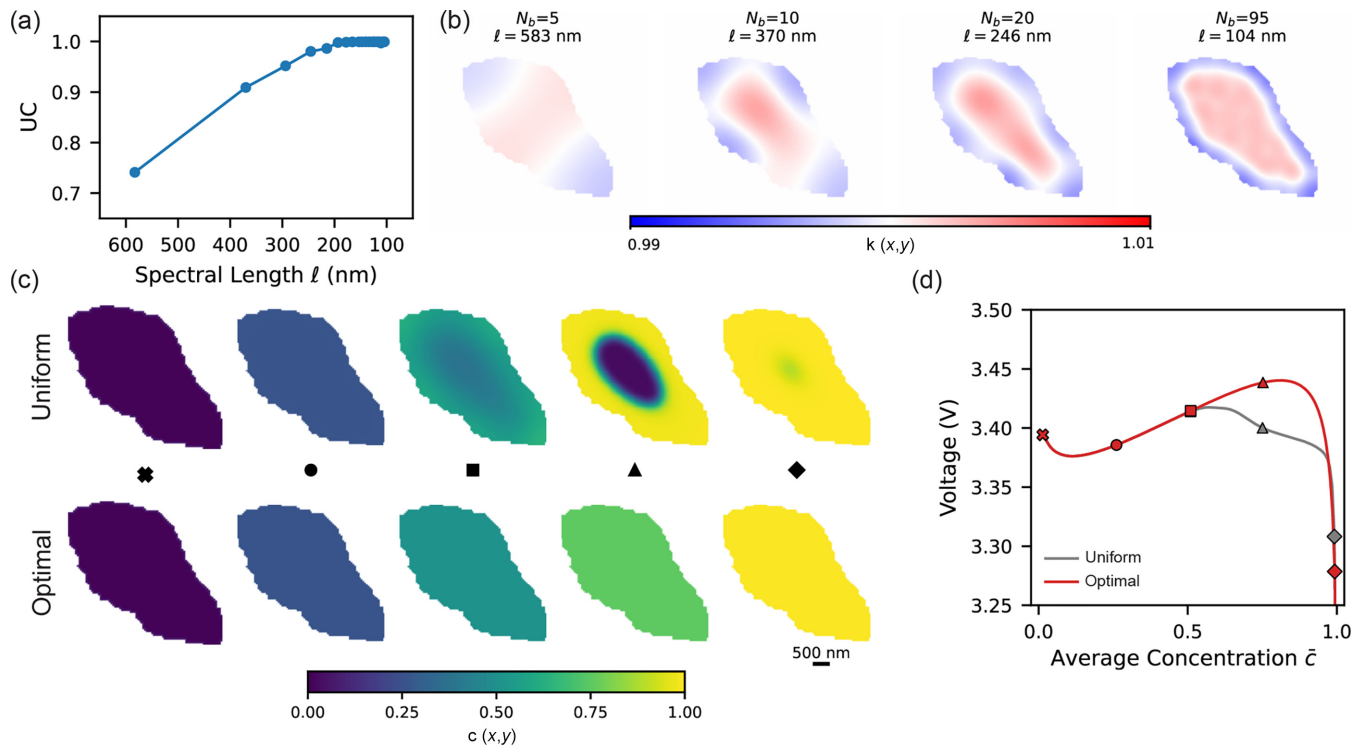 (a)
1.0
0.9
0.8
0.7
UC
600 500 400 300 200 100
Spectral Length ℓ (nm)
(b)
N_b=5
ℓ = 583 nm
N_b=10
ℓ = 370 nm
N_b=20
ℓ = 246 nm
N_b=95
ℓ = 104 nm
0.99 1.01
k (x,y)
(c)
Uniform
Optimal
500 nm
0.00 0.25 0.50 0.75 1.00
c (x,y)
(d)
3.50
3.45
3.40
3.35
3.30
3.25
Voltage (V)
Uniform
Optimal
0.0 0.5 1.0
Average Concentration c̄